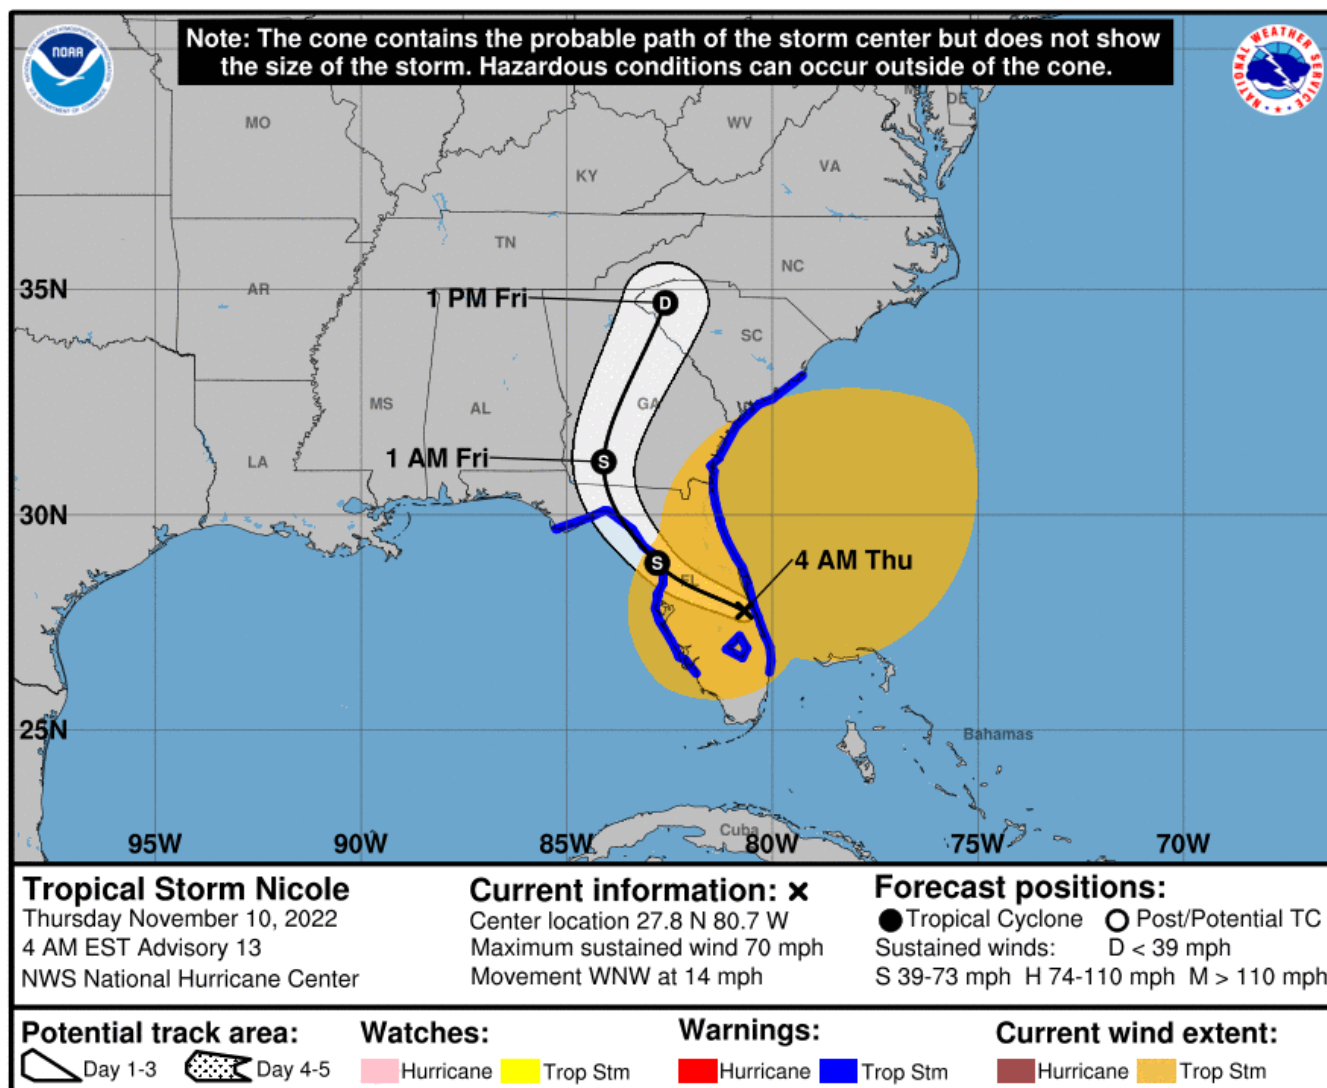 Note: The cone contains the probable path of the storm center but does not show
the size of the storm. Hazardous conditions can occur outside of the cone.
NOAA
NATIONAL WEATHER SERVICE
DE
MO
WV
VA
KY
TN
NC
35N
AR
1 PM Fri
D
SC
MS
AL
GA
LA
1 AM Fri
S
30N
S
FL
4 AM Thu
25N
Bahamas
Cuba
95W
90W
85W
80W
75W
70W
Tropical Storm Nicole
Thursday November 10, 2022
4 AM EST Advisory 13
NWS National Hurricane Center
Current information: ×
Center location 27.8 N 80.7 W
Maximum sustained wind 70 mph
Movement WNW at 14 mph
Forecast positions:
Tropical Cyclone Post/Potential TC
Sustained winds: D < 39 mph
S 39-73 mph H 74-110 mph M > 110 mph
Potential track area:
Day 1-3 Day 4-5
Watches:
Hurricane Trop Stm
Warnings:
Hurricane Trop Stm
Current wind extent:
Hurricane Trop Stm